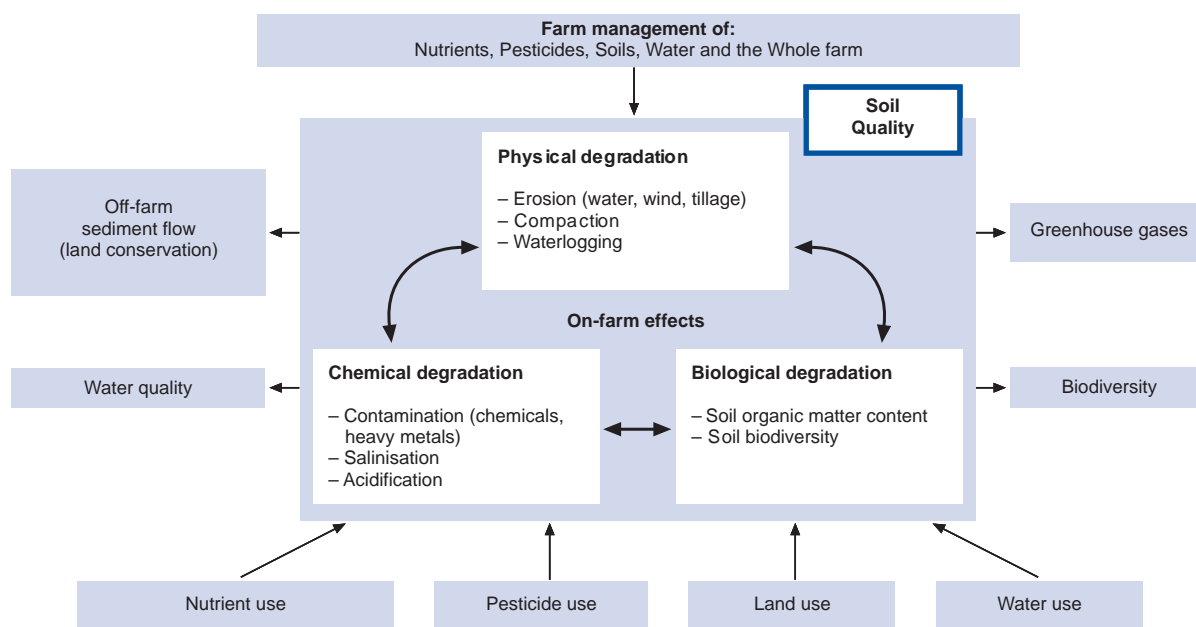 Farm management of:
Nutrients, Pesticides, Soils, Water and the Whole farm
Soil
Quality
Physical degradation
– Erosion (water, wind, tillage)
– Compaction
– Waterlogging
Off-farm
sediment flow
(land conservation)
Greenhouse gases
On-farm effects
Water quality
Chemical degradation
– Contamination (chemicals,
heavy metals)
– Salinisation
– Acidification
Biological degradation
– Soil organic matter content
– Soil biodiversity
Biodiversity
Nutrient use
Pesticide use
Land use
Water use